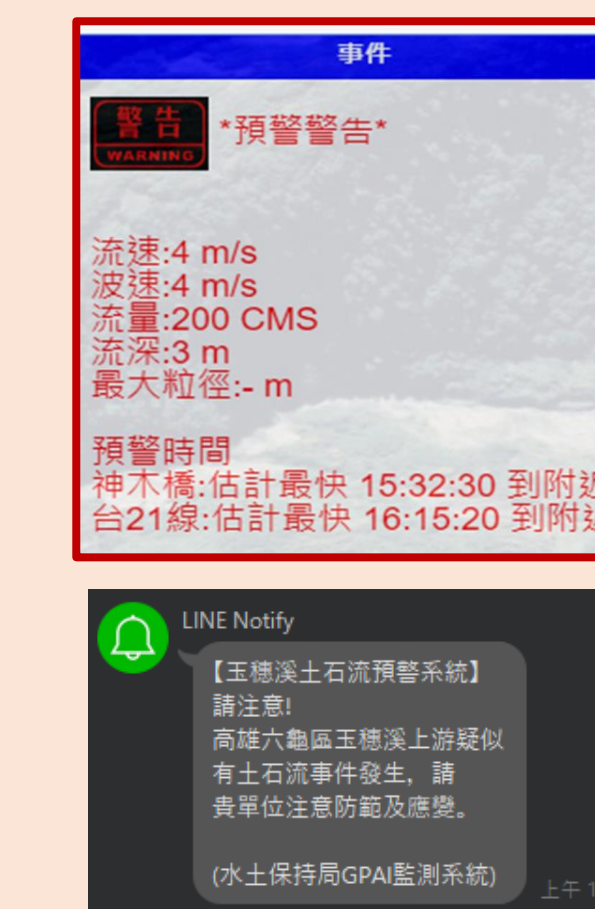 事件
警告
WARNING
*預警警告*
流速:4 m/s
波速:4 m/s
流量:200 CMS
流深:3 m
最大粒徑:- m
預警時間
神木橋:估計最快 15:32:30 到附近
台21線:估計最快 16:15:20 到附近
LINE Notify
【玉穗溪土石流預警系統】
請注意!
高雄六龜區玉穗溪上游疑似
有土石流事件發生，請
貴單位注意防範及應變。
(水土保持局GPAI監測系統)
上午 1